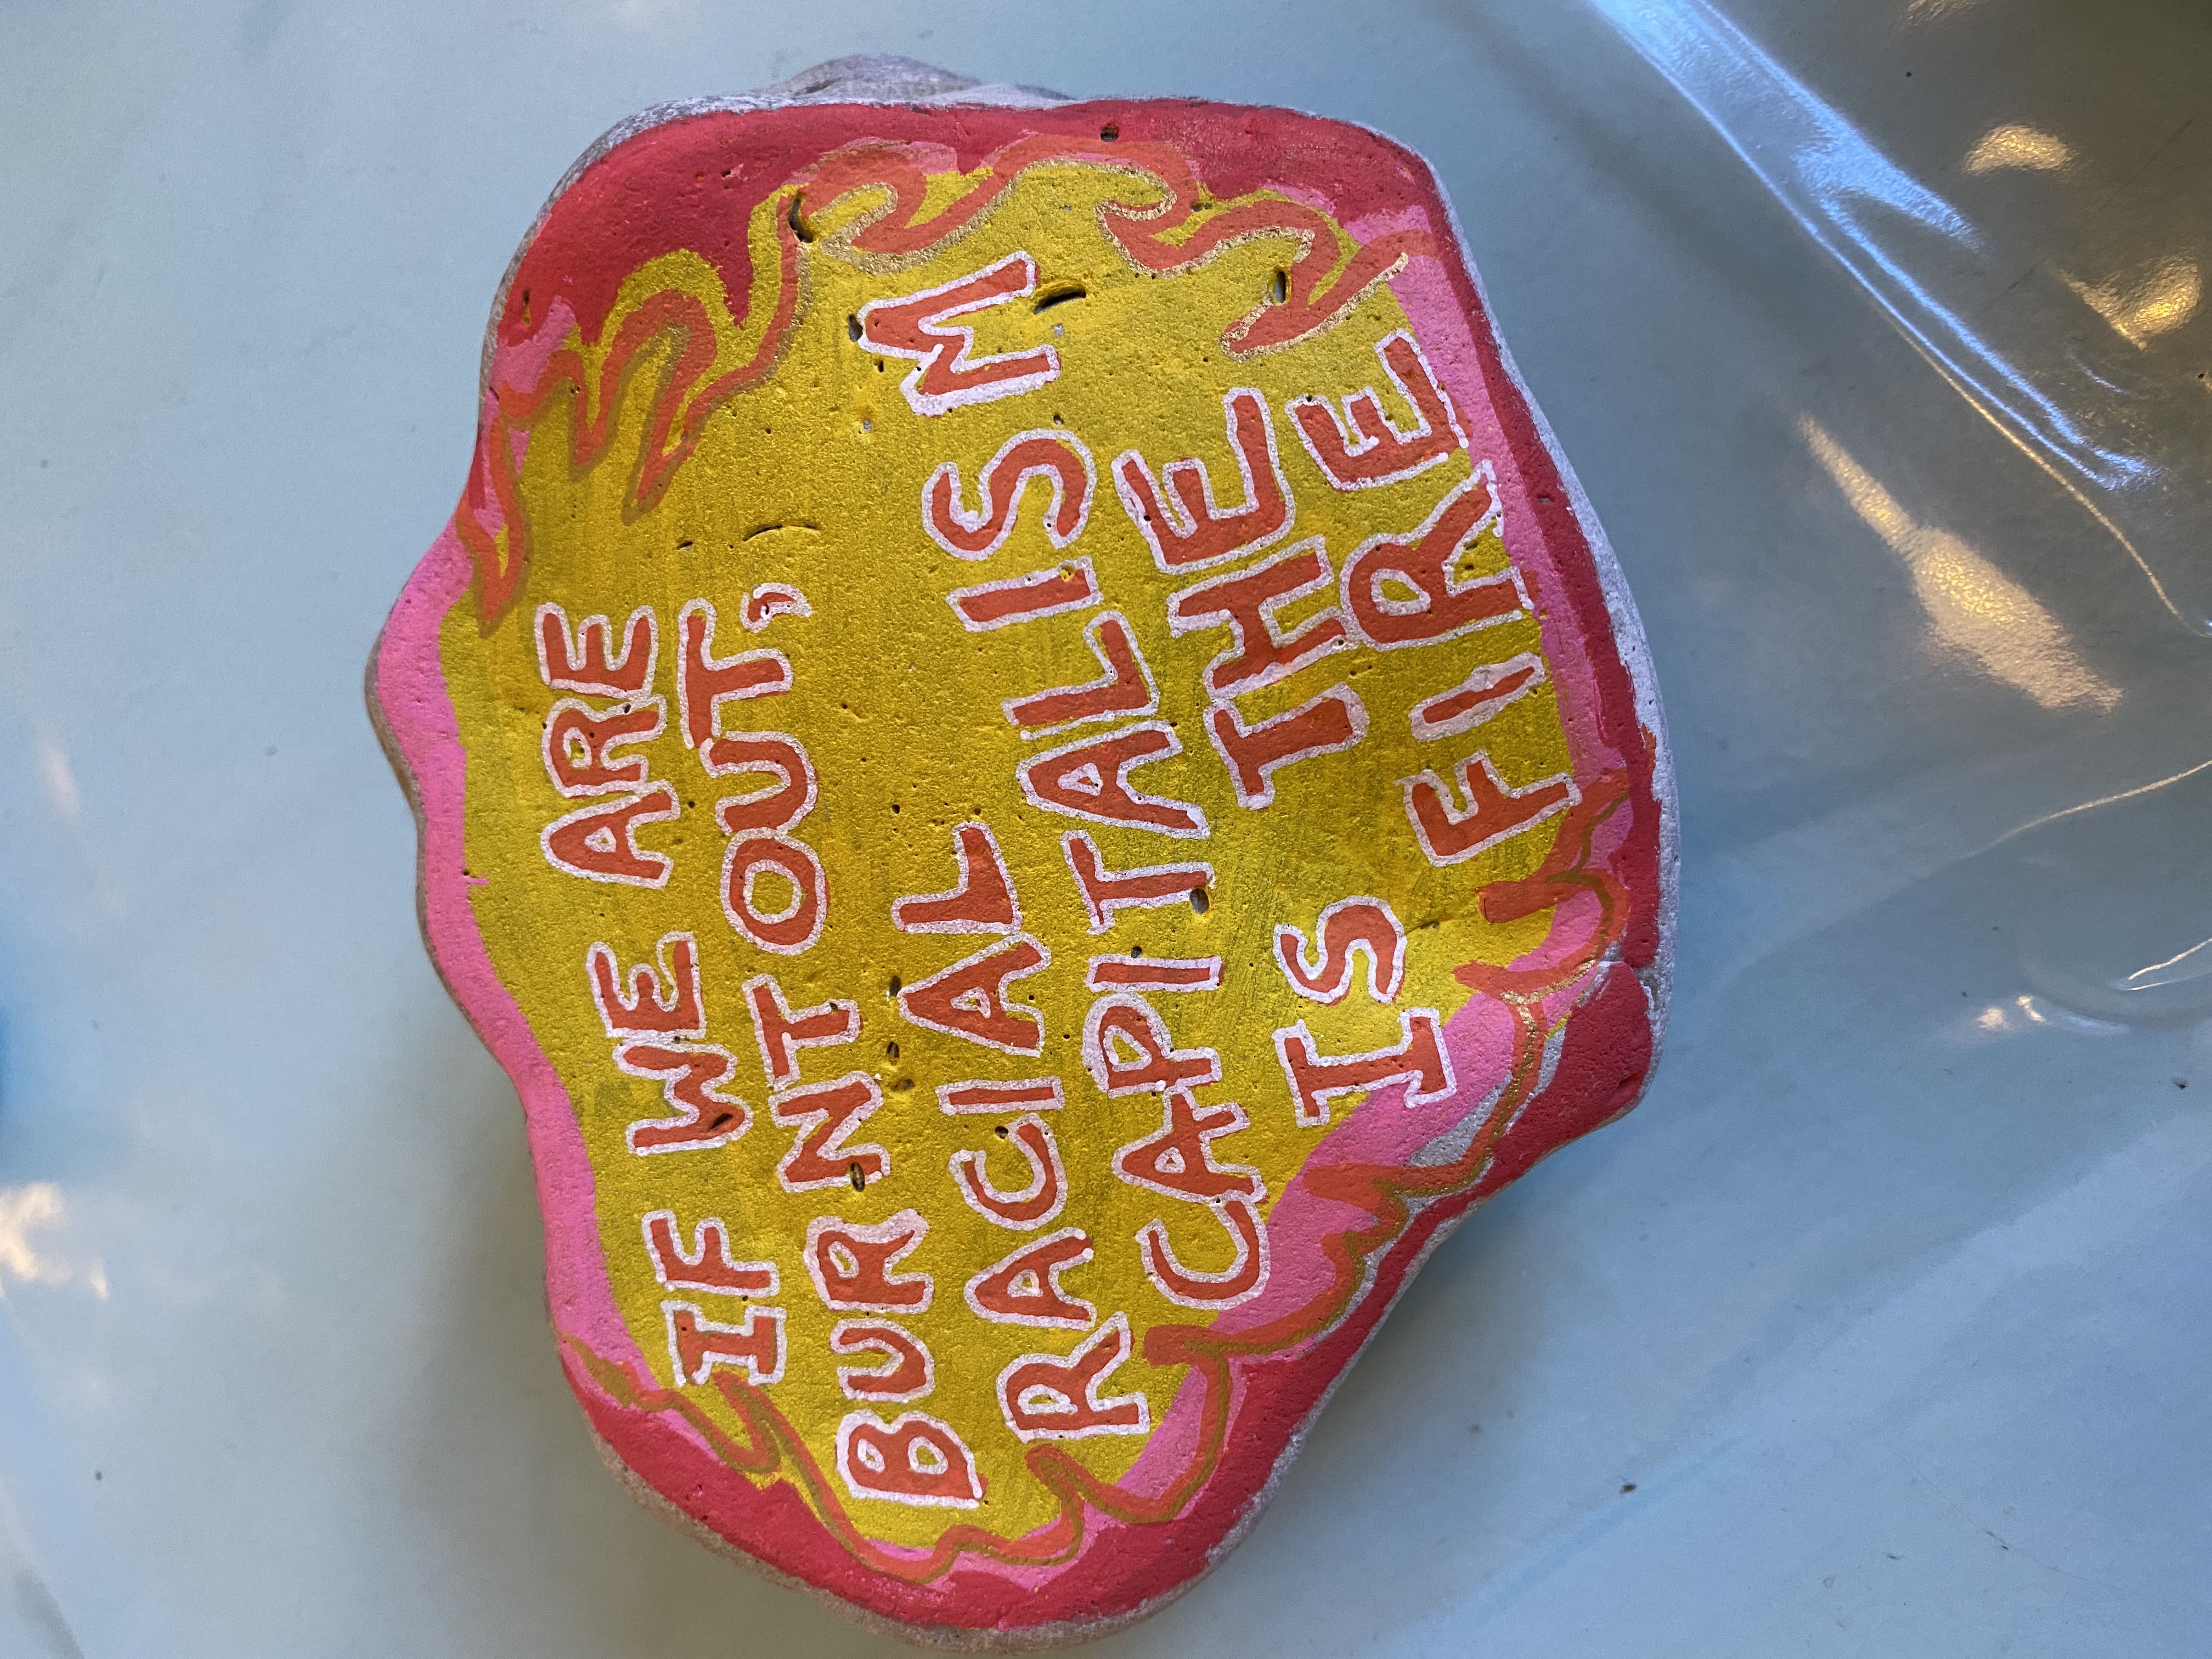 IF WE ARE
BURNT OUT,
RACIAL
CAPITALISM
IS THE
FIRE